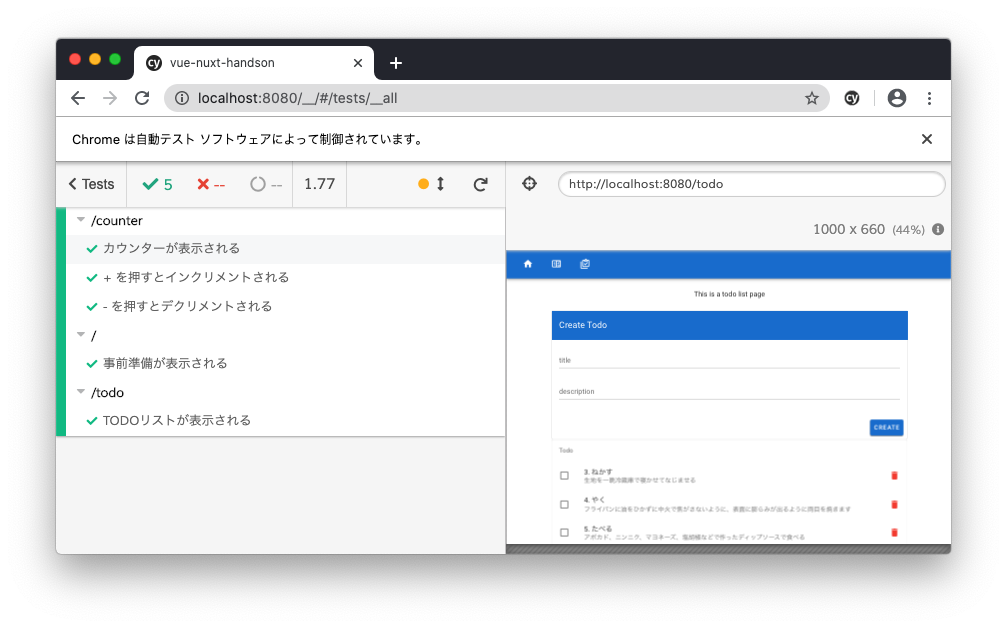 vue-nuxt-handson
localhost:8080/__/#/tests/__all
Chrome は自動テスト ソフトウェアによって制御されています。
Tests 5 -- -- 1.77
http://localhost:8080/todo
1000 x 660 (44%)
/counter
カウンターが表示される
+ を押すとインクリメントされる
- を押すとデクリメントされる
/
事前準備が表示される
/todo
TODOリストが表示される
This is a todo list page
Create Todo
title
description
CREATE
Todo
3. ねかす
生地を一晩冷蔵庫で寝かせてなじませる
4. やく
フライパンに油をひかずに中火で焦がさないように、表面に膨らみが出るように両目を焼きます
5. たべる
アボカド、ニンニク、マヨネーズ、塩胡椒などで作ったディップソースで食べる